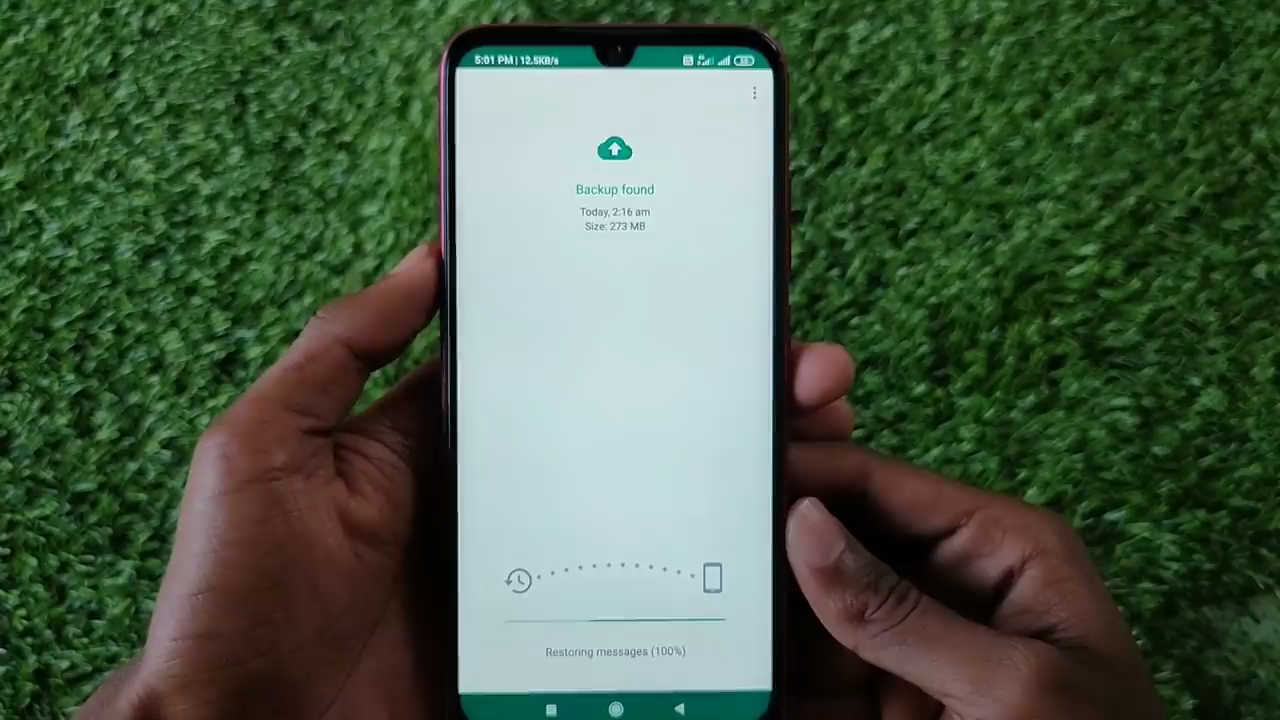 5:01 PM | 12.5KB/s
Backup found
Today, 2:16 am
Size: 273 MB
Restoring messages (100%)